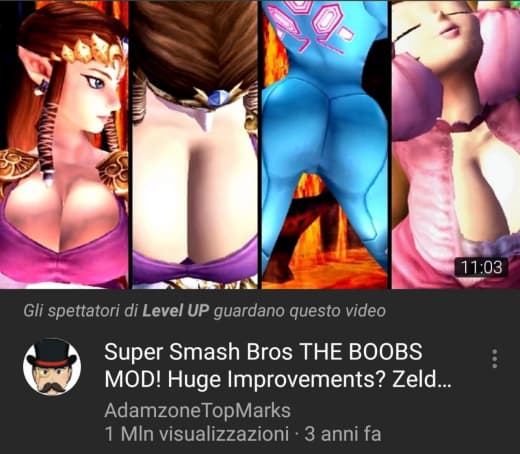 11:03
Gli spettatori di Level UP guardano questo video
Super Smash Bros THE BOOBS
MOD! Huge Improvements? Zeld...
AdamzoneTopMarks
1 Mln visualizzazioni · 3 anni fa